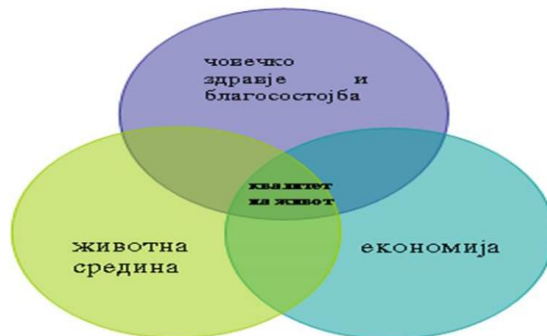 човечко
здравје и
благосостојба
квалитет
на живот
животна
средина
економија